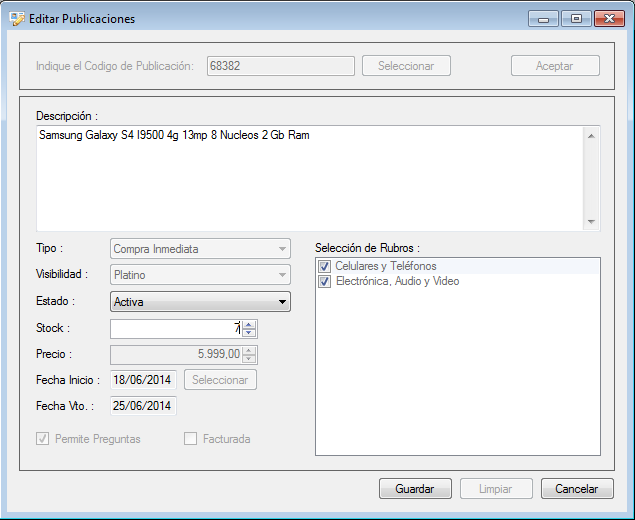 Editar Publicaciones
Indique el Codigo de Publicación: 68382 Seleccionar Aceptar
Descripción :
Samsung Galaxy S4 I9500 4g 13mp 8 Nucleos 2 Gb Ram
Tipo : Compra Inmediata
Visibilidad : Platino
Estado : Activa
Stock : 7
Precio : 5.999,00
Fecha Inicio : 18/06/2014 Seleccionar
Fecha Vto. : 25/06/2014
Permite Preguntas Facturada
Selección de Rubros :
Celulares y Teléfonos
Electrónica, Audio y Video
Guardar Limpiar Cancelar